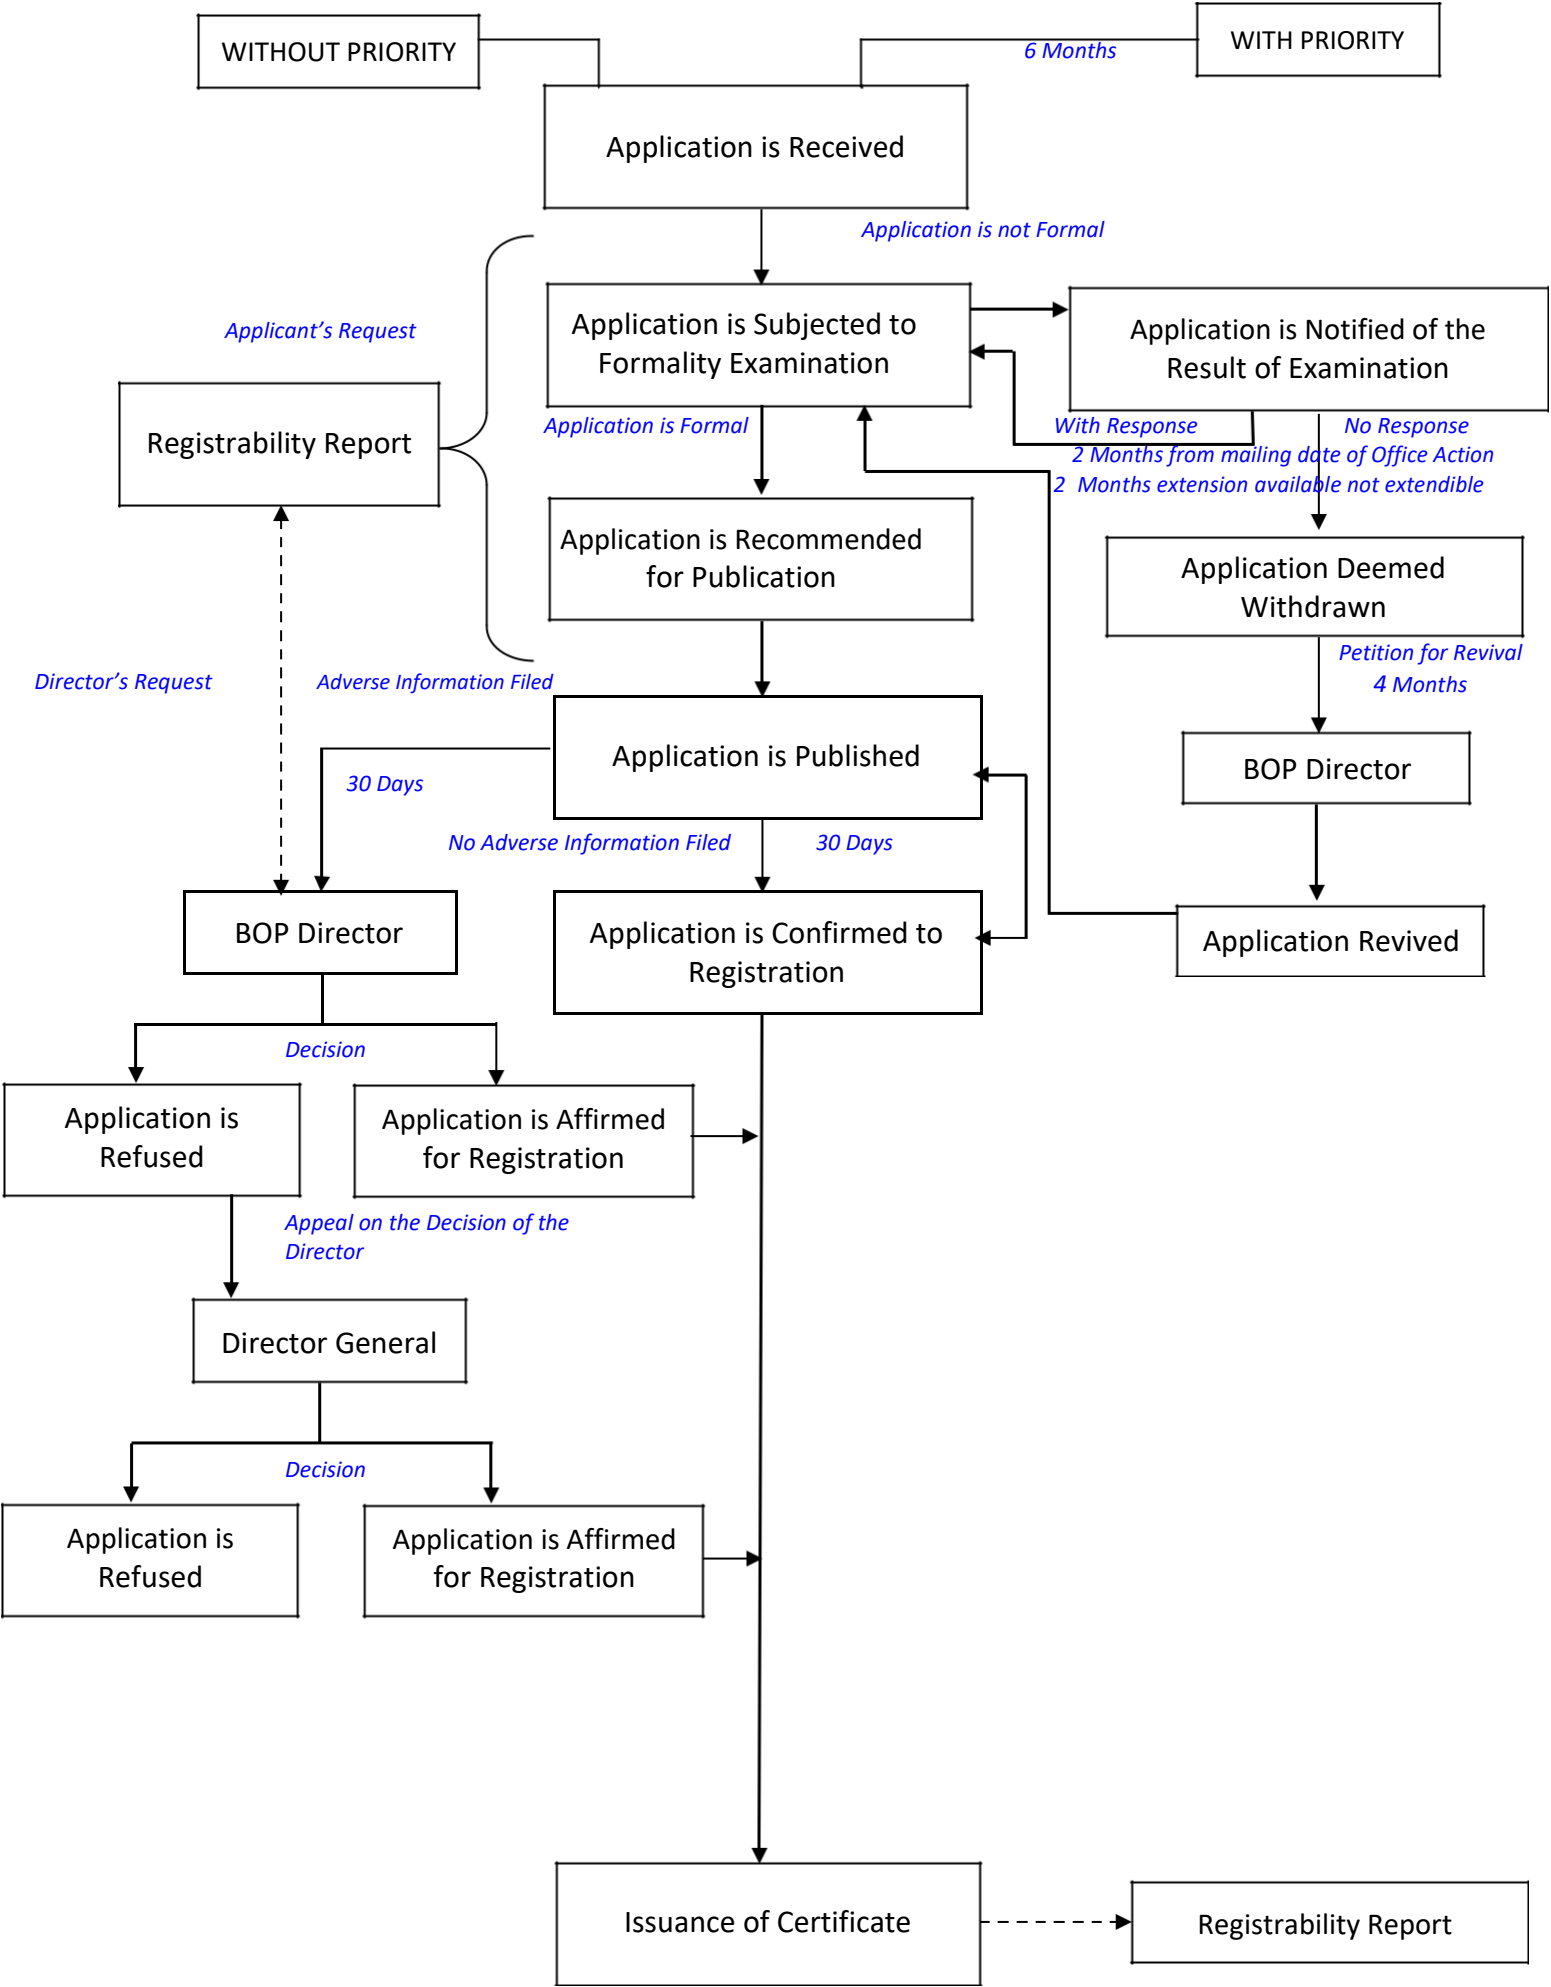 WITHOUT PRIORITY
WITH PRIORITY
6 Months
Application is Received
Application is not Formal
Applicant’s Request
Application is Subjected to
Formality Examination
Application is Notified of the
Result of Examination
Registrability Report
Application is Formal
With Response
No Response
2 Months from mailing date of Office Action
2 Months extension available not extendible
Application is Recommended
for Publication
Application Deemed
Withdrawn
Petition for Revival
4 Months
Director’s Request
Adverse Information Filed
Application is Published
BOP Director
30 Days
No Adverse Information Filed
30 Days
BOP Director
Application is Confirmed to
Registration
Application Revived
Decision
Application is
Refused
Application is Affirmed
for Registration
Appeal on the Decision of the
Director
Director General
Decision
Application is
Refused
Application is Affirmed
for Registration
Issuance of Certificate
Registrability Report